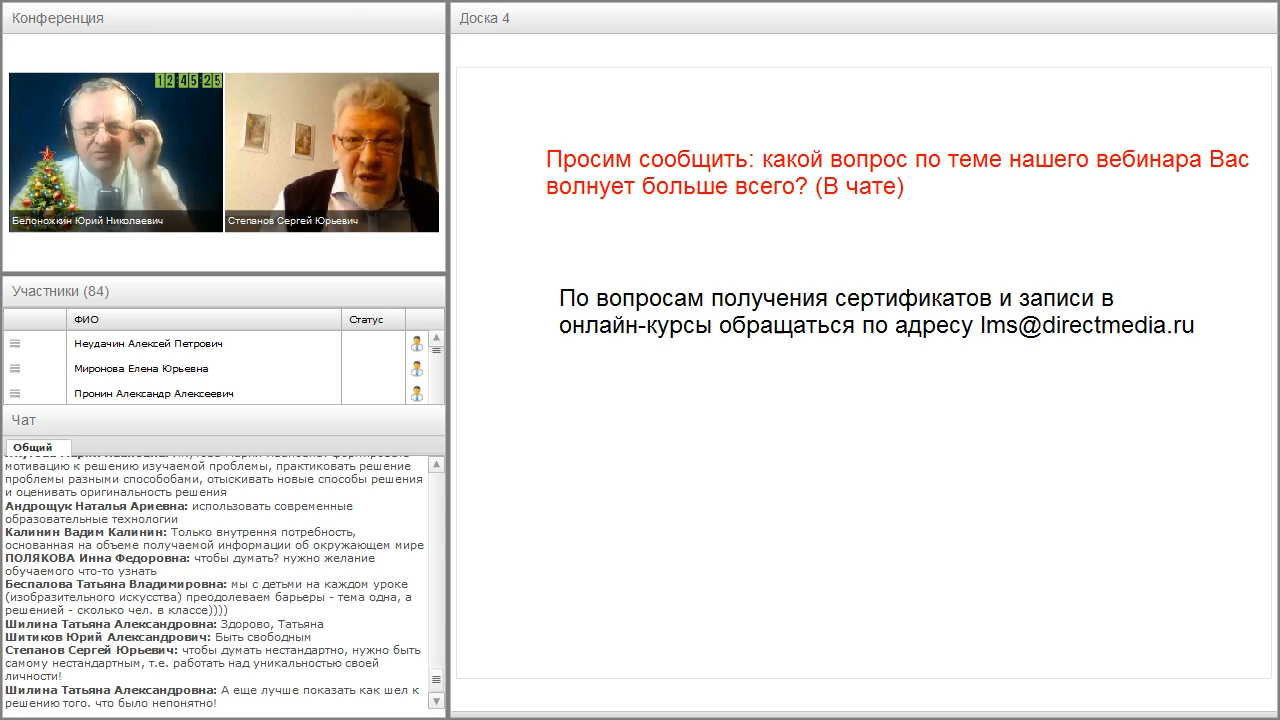 Конференция
12:45:25
Белоножкин Юрий Николаевич
Степанов Сергей Юрьевич
Участники (84)
ФИО
Статус
Неудачин Алексей Петрович
Миронова Елена Юрьевна
Пронин Александр Алексеевич
Чат
Общий
мотивацию к решению изучаемой проблемы, практиковать решение
проблемы разными способобами, отыскивать новые способы решения
и оценивать оригинальность решения
Андрощук Наталья Ариевна: использовать современные
образовательные технологии
Калинин Вадим Калинин: Только внутрення потребность,
основанная на объеме получаемой информации об окружающем мире
ПОЛЯКОВА Инна Федоровна: чтобы думать? нужно желание
обучаемого что-то узнать
Беспалова Татьяна Владимировна: мы с детьми на каждом уроке
(изобразительного искусства) преодолеваем барьеры - тема одна, а
решенией - сколько чел. в классе))))
Шилина Татьяна Александровна: Здорово, Татьяна
Шитиков Юрий Александрович: Быть свободным
Степанов Сергей Юрьевич: чтобы думать нестандартно, нужно быть
самому нестандартным, т.е. работать над уникальностью своей
личности!
Шилина Татьяна Александровна: А еще лучше показать как шел к
решению того. что было непонятно!
Доска 4
Просим сообщить: какой вопрос по теме нашего вебинара Вас
волнует больше всего? (В чате)
По вопросам получения сертификатов и записи в
онлайн-курсы обращаться по адресу lms@directmedia.ru